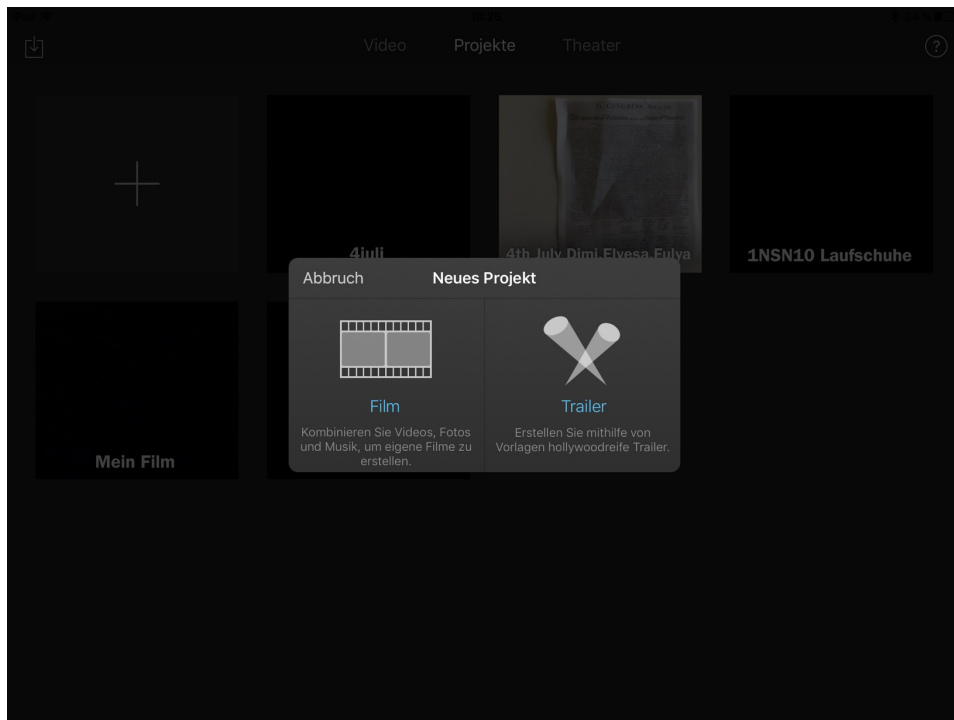 Video Projekte Theater
4juli
4th July Dimi, Elyesa, Fulya
1NSN10 Laufschuhe
Abbruch Neues Projekt
Film
Kombinieren Sie Videos, Fotos
und Musik, um eigene Filme zu
erstellen.
Trailer
Erstellen Sie mithilfe von
Vorlagen hollywoodreife Trailer.
Mein Film